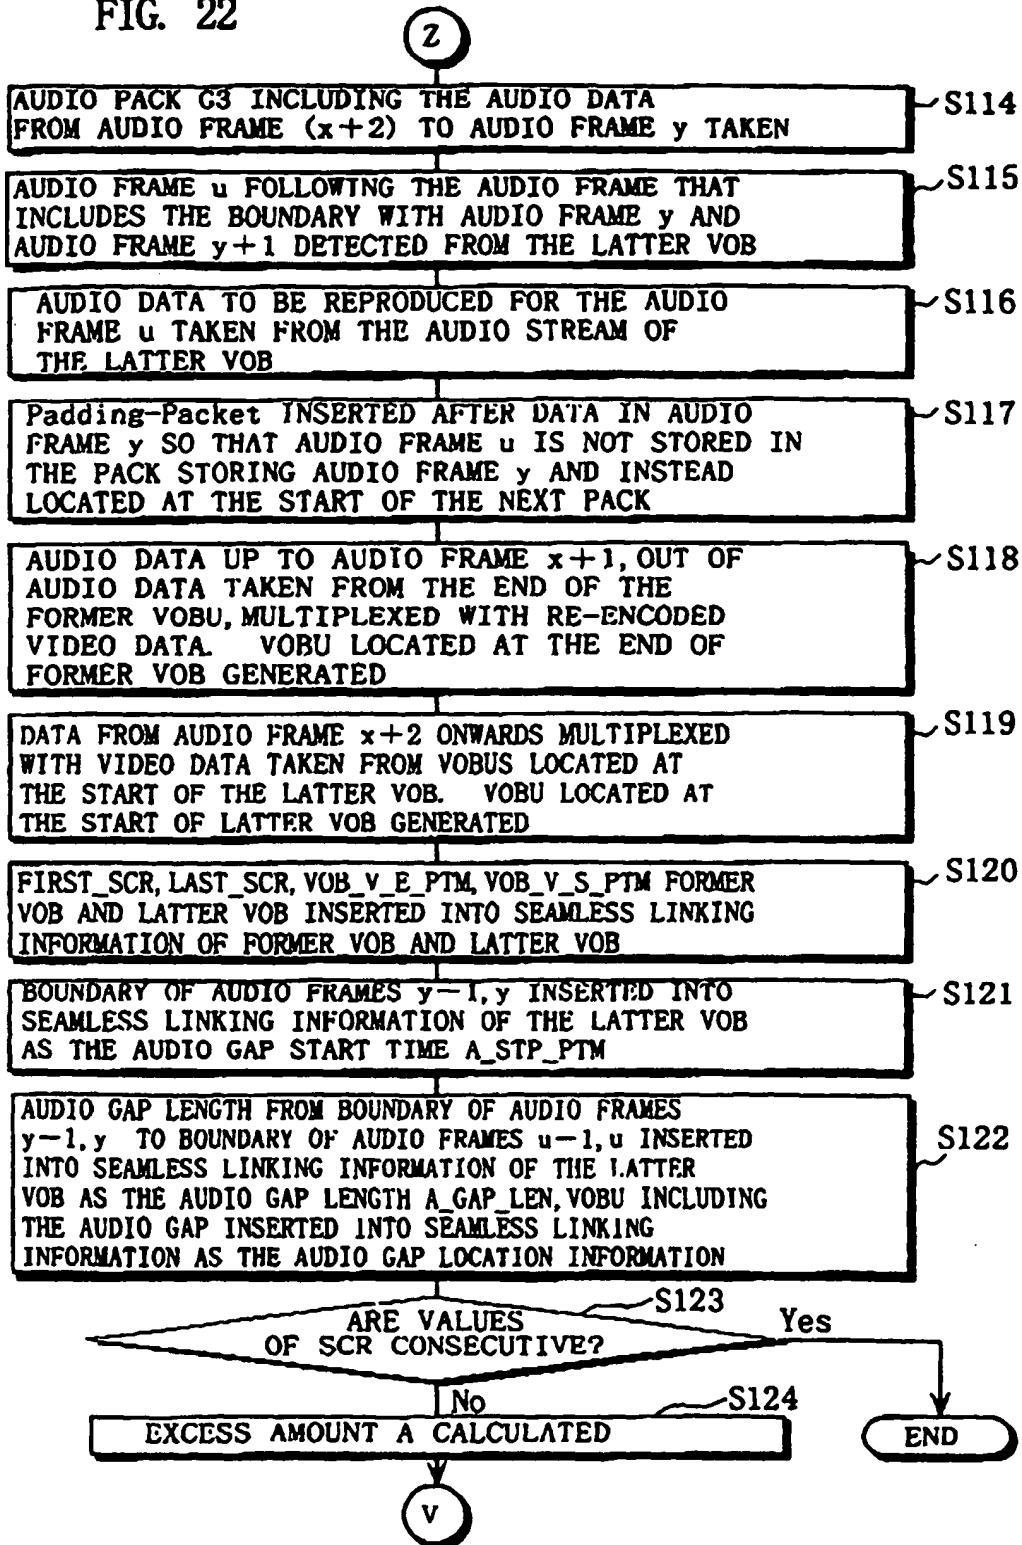 FIG. 22
Z
AUDIO PACK G3 INCLUDING THE AUDIO DATA
FROM AUDIO FRAME (x+2) TO AUDIO FRAME y TAKEN
S114
AUDIO FRAME u FOLLOWING THE AUDIO FRAME THAT
INCLUDES THE BOUNDARY WITH AUDIO FRAME y AND
AUDIO FRAME y+1 DETECTED FROM THE LATTER VOB
S115
AUDIO DATA TO BE REPRODUCED FOR THE AUDIO
FRAME u TAKEN FROM THE AUDIO STREAM OF
THE LATTER VOB
S116
Padding-Packet INSERTED AFTER DATA IN AUDIO
FRAME y SO THAT AUDIO FRAME u IS NOT STORED IN
THE PACK STORING AUDIO FRAME y AND INSTEAD
LOCATED AT THE START OF THE NEXT PACK
S117
AUDIO DATA UP TO AUDIO FRAME x+1, OUT OF
AUDIO DATA TAKEN FROM THE END OF THE
FORMER VOBU, MULTIPLEXED WITH RE-ENCODED
VIDEO DATA. VOBU LOCATED AT THE END OF
FORMER VOB GENERATED
S118
DATA FROM AUDIO FRAME x+2 ONWARDS MULTIPLEXED
WITH VIDEO DATA TAKEN FROM VOBUS LOCATED AT
THE START OF THE LATTER VOB. VOBU LOCATED AT
THE START OF LATTER VOB GENERATED
S119
FIRST_SCR, LAST_SCR, VOB_V_E_PTM, VOB_V_S_PTM FORMER
VOB AND LATTER VOB INSERTED INTO SEAMLESS LINKING
INFORMATION OF FORMER VOB AND LATTER VOB
S120
BOUNDARY OF AUDIO FRAMES y-1, y INSERTED INTO
SEAMLESS LINKING INFORMATION OF THE LATTER VOB
AS THE AUDIO GAP START TIME A_STP_PTM
S121
AUDIO GAP LENGTH FROM BOUNDARY OF AUDIO FRAMES
y-1, y TO BOUNDARY OF AUDIO FRAMES u-1, u INSERTED
INTO SEAMLESS LINKING INFORMATION OF THE LATTER
VOB AS THE AUDIO GAP LENGTH A_GAP_LEN, VOBU INCLUDING
THE AUDIO GAP INSERTED INTO SEAMLESS LINKING
INFORMATION AS THE AUDIO GAP LOCATION INFORMATION
S122
S123
ARE VALUES
OF SCR CONSECUTIVE?
Yes
No
S124
EXCESS AMOUNT A CALCULATED
END
V